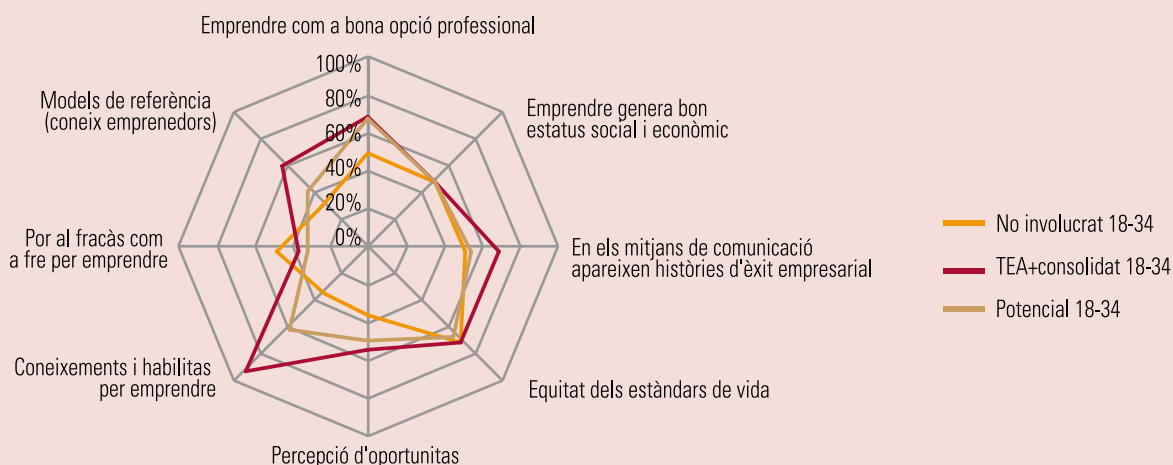 Emprendre com a bona opció professional
100%
80%
60%
40%
20%
0%
Emprendre genera bon
estatus social i econòmic
En els mitjans de comunicació
apareixen històries d'èxit empresarial
Equitat dels estàndars de vida
Percepció d'oportunitas
Coneixements i habilitas
per emprendre
Por al fracàs com
a fre per emprendre
Models de referència
(coneix emprenedors)
No involucrat 18-34
TEA+consolidat 18-34
Potencial 18-34